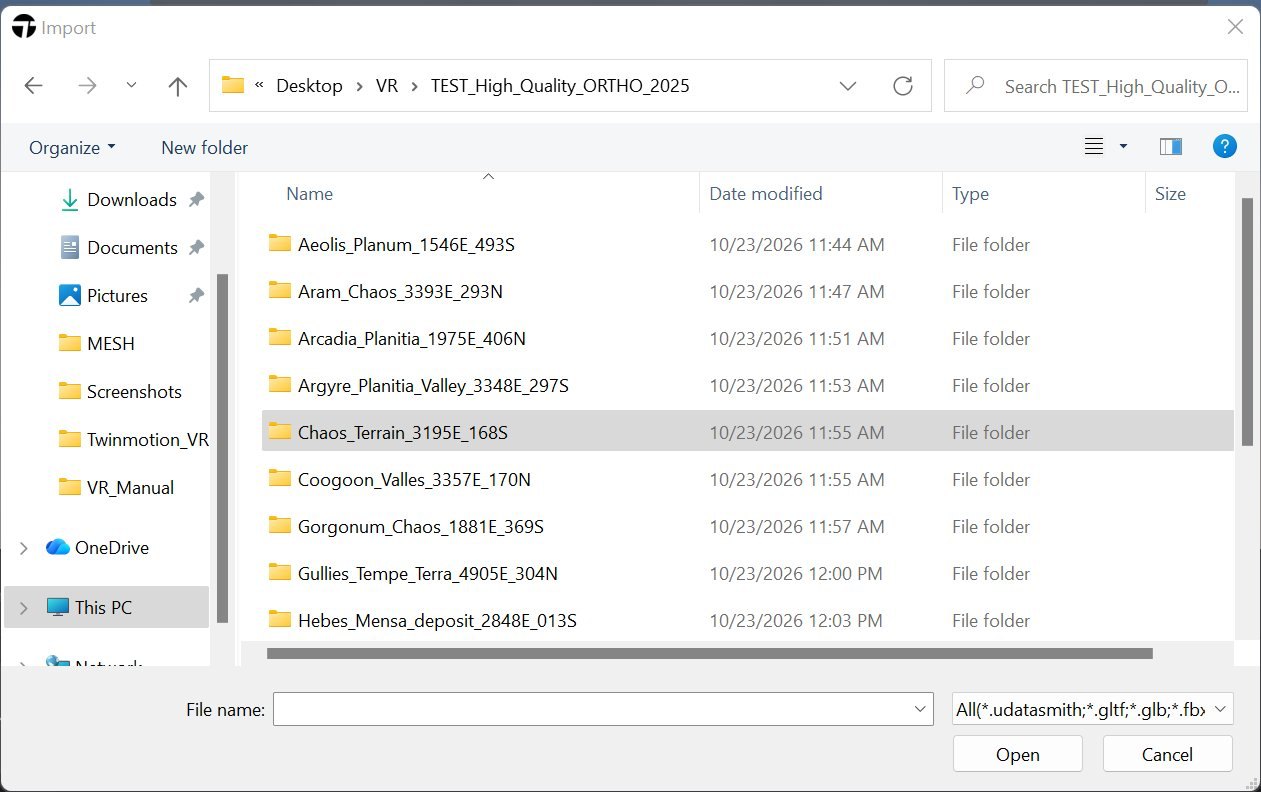 Import
« Desktop > VR > TEST_High_Quality_ORTHO_2025
Search TEST_High_Quality_O...
Organize
New folder
?
Downloads
Documents
Pictures
MESH
Screenshots
Twinmotion_VR
VR_Manual
OneDrive
This PC
Network
Name Date modified Type Size
Aeolis_Planum_1546E_493S 10/23/2026 11:44 AM File folder
Aram_Chaos_3393E_293N 10/23/2026 11:47 AM File folder
Arcadia_Planitia_1975E_406N 10/23/2026 11:51 AM File folder
Argyre_Planitia_Valley_3348E_297S 10/23/2026 11:53 AM File folder
Chaos_Terrain_3195E_168S 10/23/2026 11:55 AM File folder
Coogoon_Valles_3357E_170N 10/23/2026 11:55 AM File folder
Gorgonum_Chaos_1881E_369S 10/23/2026 11:57 AM File folder
Gullies_Tempe_Terra_4905E_304N 10/23/2026 12:00 PM File folder
Hebes_Mensa_deposit_2848E_013S 10/23/2026 12:03 PM File folder
File name:
All(*.udatasmith;*.gltf;*.glb;*.fbx
Open
Cancel